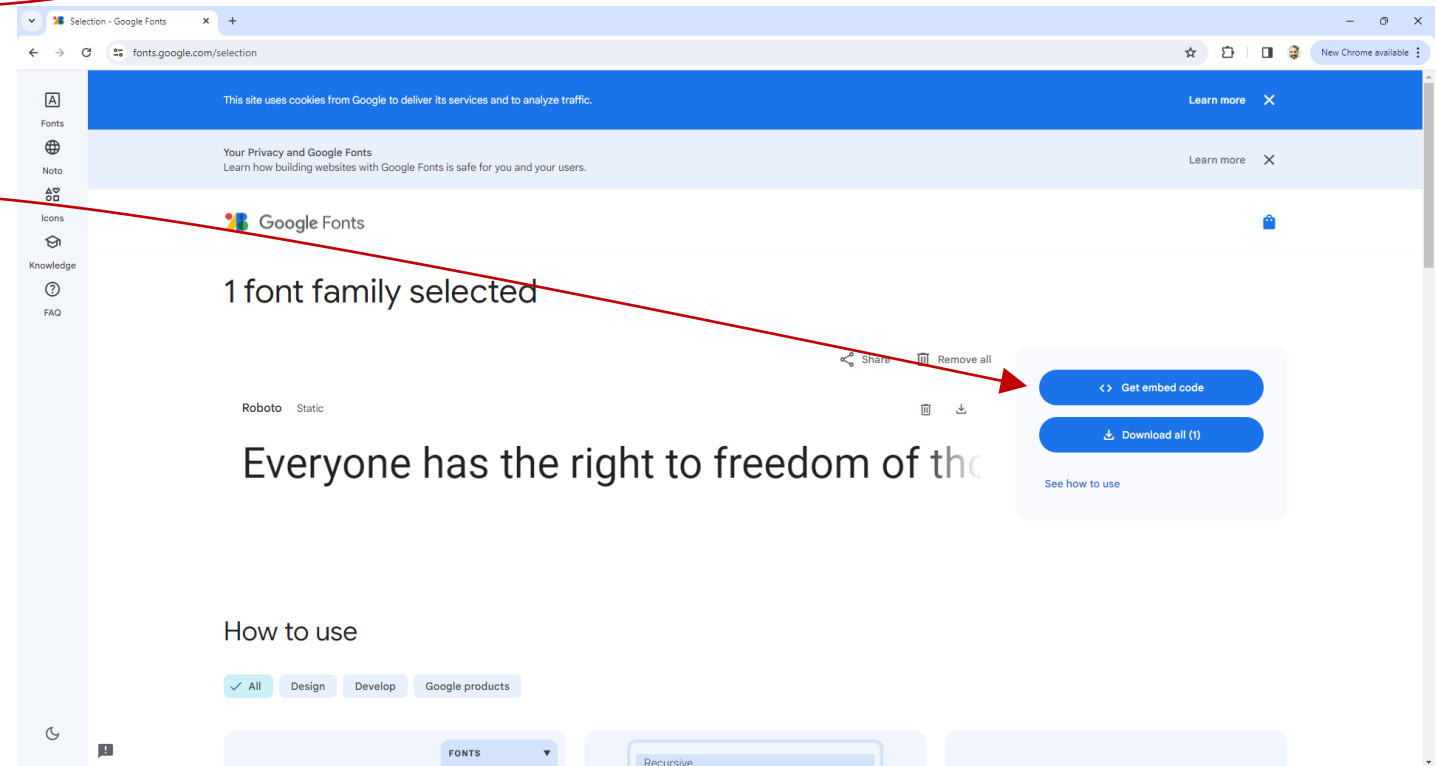 Selection - Google Fonts
fonts.google.com/selection
New Chrome available
Fonts
Noto
Icons
Knowledge
FAQ
This site uses cookies from Google to deliver its services and to analyze traffic.
Learn more
Your Privacy and Google Fonts
Learn how building websites with Google Fonts is safe for you and your users.
Learn more
Google Fonts
1 font family selected
Share
Remove all
Get embed code
Download all (1)
See how to use
Roboto Static
Everyone has the right to freedom of tho
How to use
All Design Develop Google products
FONTS
Recursive